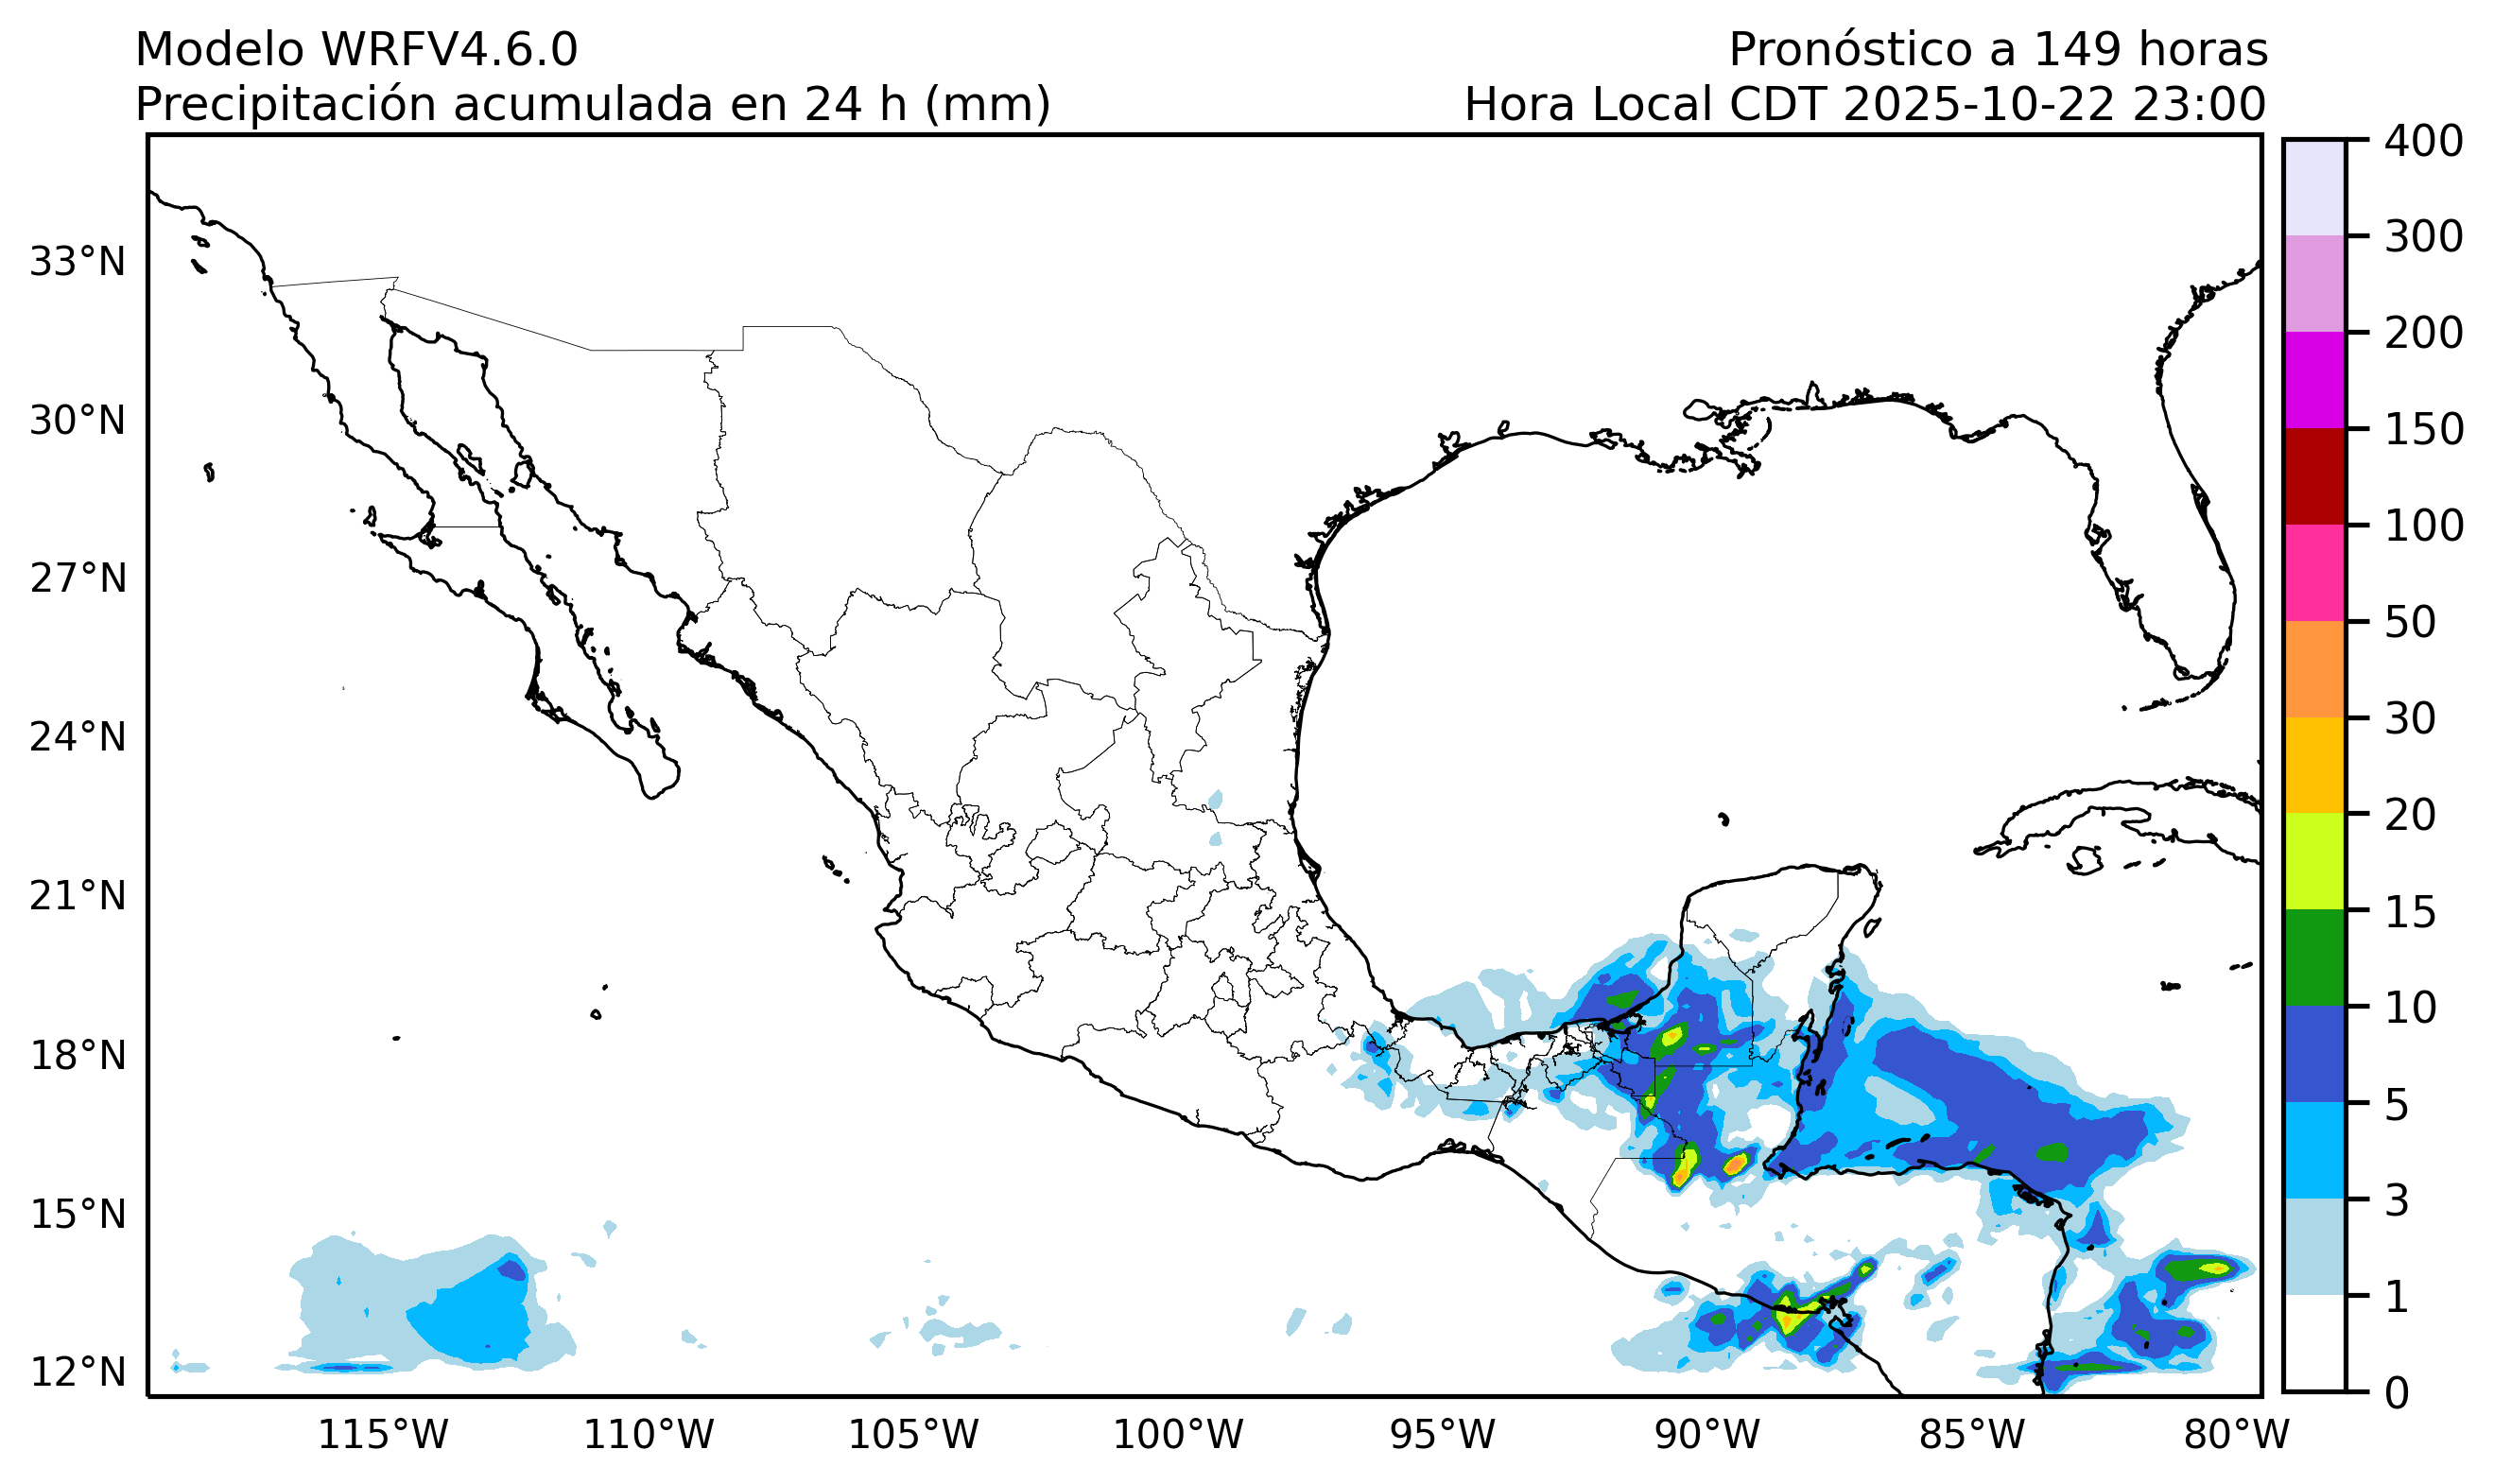 Modelo WRFV4.6.0
Pronóstico a 149 horas
Precipitación acumulada en 24 h (mm)
Hora Local CDT 2025-10-22 23:00
33°N
30°N
27°N
24°N
21°N
18°N
15°N
12°N
115°W
110°W
105°W
100°W
95°W
90°W
85°W
80°W
400
300
200
150
100
50
30
20
15
10
5
3
1
0